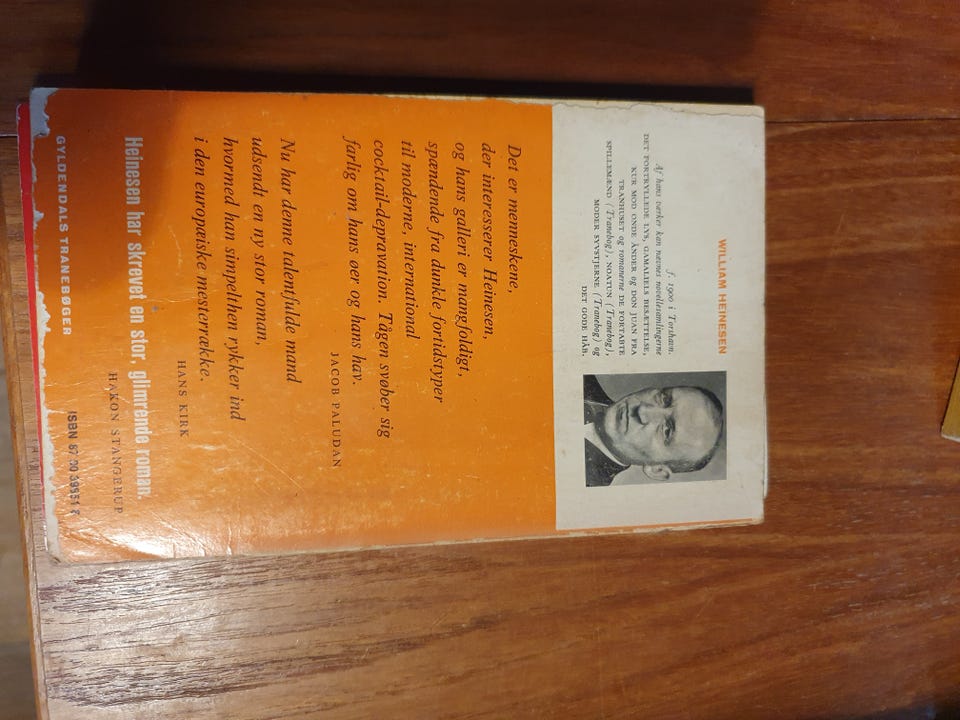 WILLIAM HEINESEN
f. 1900 i Torshavn.
Af hans værker kan nævnes novellesamlingerne
DET FORTRYLLEDE LYS, GAMALIELS BESÆTTELSE,
KUR MOD ONDE ÅNDER og DON JUAN FRA
TRANHUSET og romanerne DE FORTABTE
SPILLEMÆND (Tranebog), NOATUN (Tranebog),
MODER SYVSTJERNE (Tranebog) og
DET GODE HÅB.
Det er menneskene,
der interesserer Heinesen,
og hans galleri er mangfoldigt,
spændende fra dunkle fortidstyper
til moderne, international
cocktail-depravation. Tågen svøber sig
farlig om hans øer og hans hav.
JACOB PALUDAN
Nu har denne talentfulde mand
udsendt en ny stor roman,
hvormed han simpelthen rykker ind
i den europæiske mesterrække.
HANS KIRK
Heinesen har skrevet en stor, glimrende roman.
HAKON STANGERUP
GYLDENDALS TRANEBØGER
ISBN 87 00